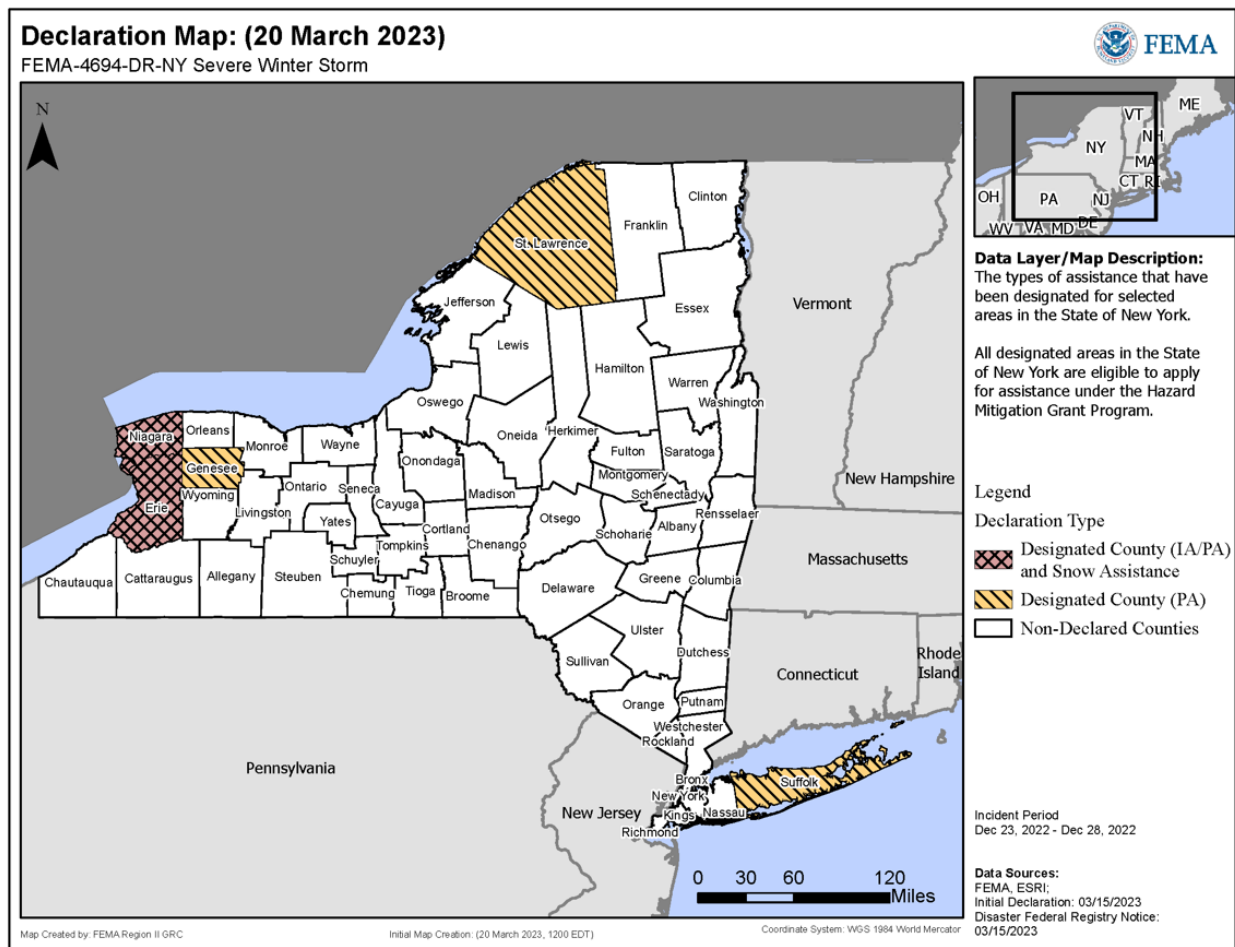 Declaration Map: (20 March 2023)
FEMA-4694-DR-NY Severe Winter Storm
FEMA
N
Clinton
Franklin
St. Lawrence
Jefferson
Essex
Lewis
Hamilton
Warren
Washington
Oswego
Oneida
Herkimer
Niagara
Orleans
Monroe
Wayne
Fulton
Saratoga
Onondaga
Genesee
Montgomery
Madison
Ontario
Seneca
Schenectady
Wyoming
Erie
Livingston
Cayuga
Otsego
Rensselaer
Yates
Cortland
Schoharie
Albany
Tompkins
Chenango
Schuyler
Chautauqua
Cattaraugus
Allegany
Steuben
Greene
Columbia
Delaware
Chemung
Tioga
Broome
Ulster
Dutchess
Sullivan
Orange
Putnam
Westchester
Rockland
Bronx
New York
Suffolk
Kings
Nassau
Richmond
Vermont
New Hampshire
Massachusetts
Connecticut
Rhode
Island
Pennsylvania
New Jersey
0 30 60 120
Miles
ME
VT
NH
NY
MA
CT RI
OH
PA
NJ
WV VA MD DE
Data Layer/Map Description:
The types of assistance that have
been designated for selected
areas in the State of New York.
All designated areas in the State
of New York are eligible to apply
for assistance under the Hazard
Mitigation Grant Program.
Legend
Declaration Type
Designated County (IA/PA)
and Snow Assistance
Designated County (PA)
Non-Declared Counties
Incident Period
Dec 23, 2022 - Dec 28, 2022
Data Sources:
FEMA, ESRI;
Initial Declaration: 03/15/2023
Disaster Federal Registry Notice:
03/15/2023
Map Created by: FEMA Region II GRC
Initial Map Creation: (20 March 2023, 1200 EDT)
Coordinate System: WGS 1984 World Mercator